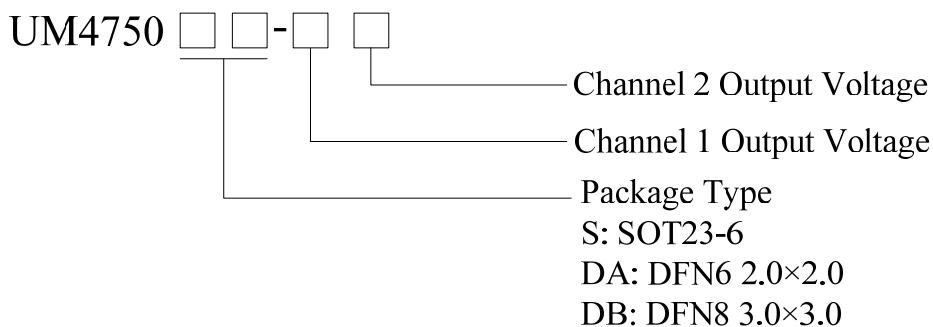 UM4750 □ □-□ □
Channel 2 Output Voltage
Channel 1 Output Voltage
Package Type
S: SOT23-6
DA: DFN6 2.0×2.0
DB: DFN8 3.0×3.0